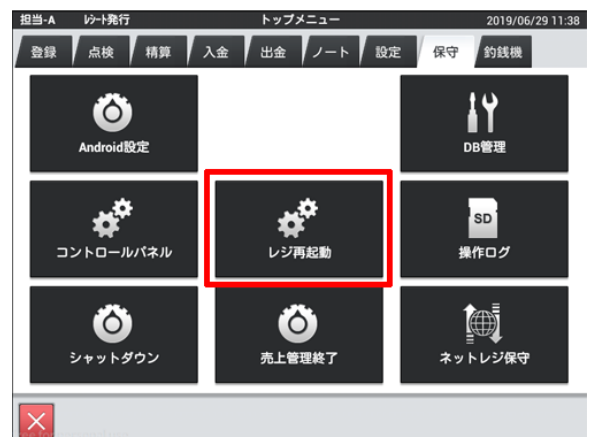 担当-A ﾚｼｰﾄ発行 トップメニュー 2019/06/29 11:38
登録 点検 精算 入金 出金 ノート 設定 保守 釣銭機
Android設定 DB管理
コントロールパネル レジ再起動 SD 操作ログ
シャットダウン 売上管理終了 ネットレジ保守